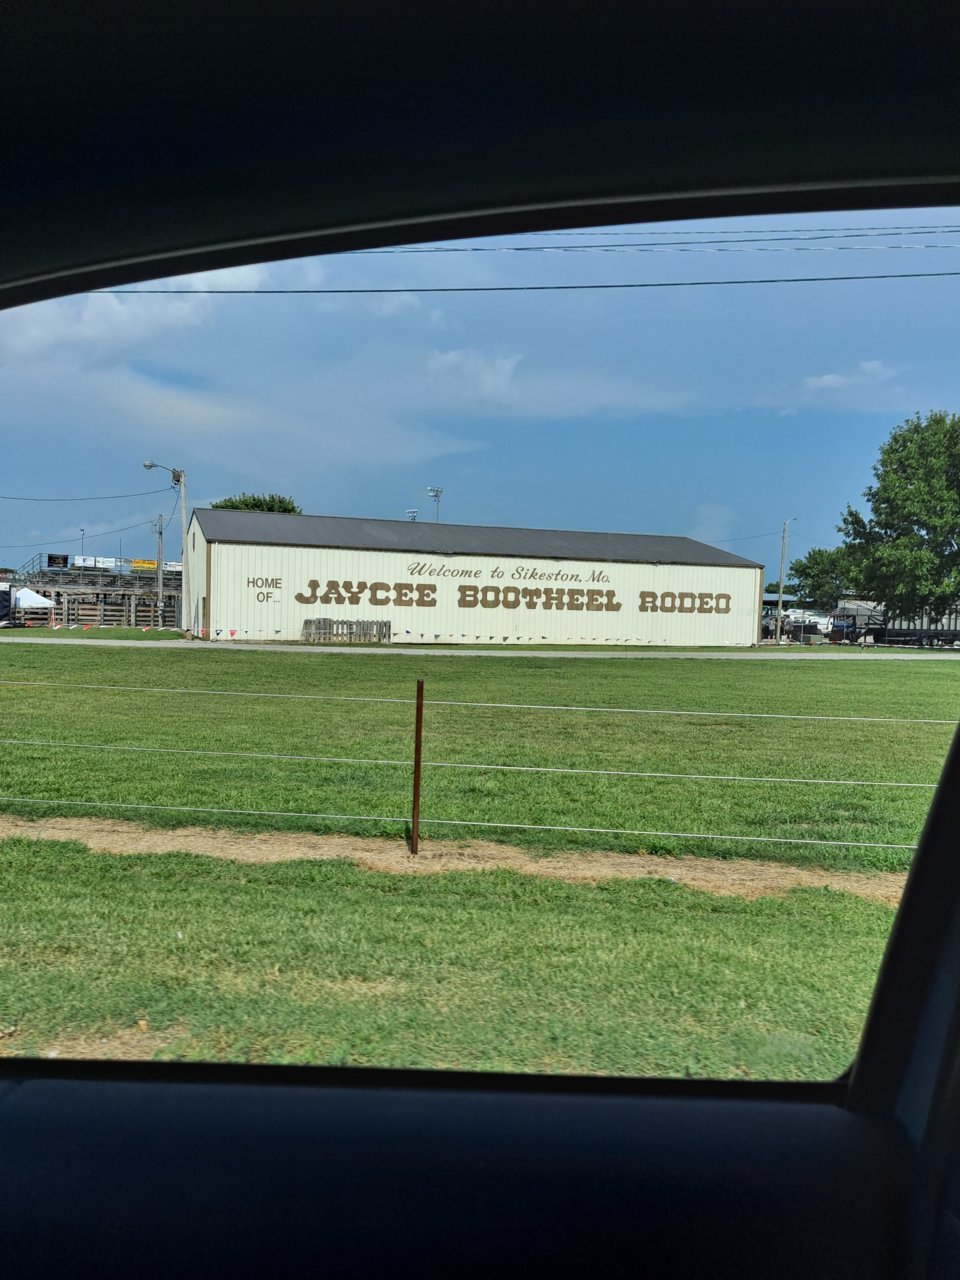 Welcome to Sikeston, Mo.
HOME
OF...
JAYCEE BOOTHEEL RODEO